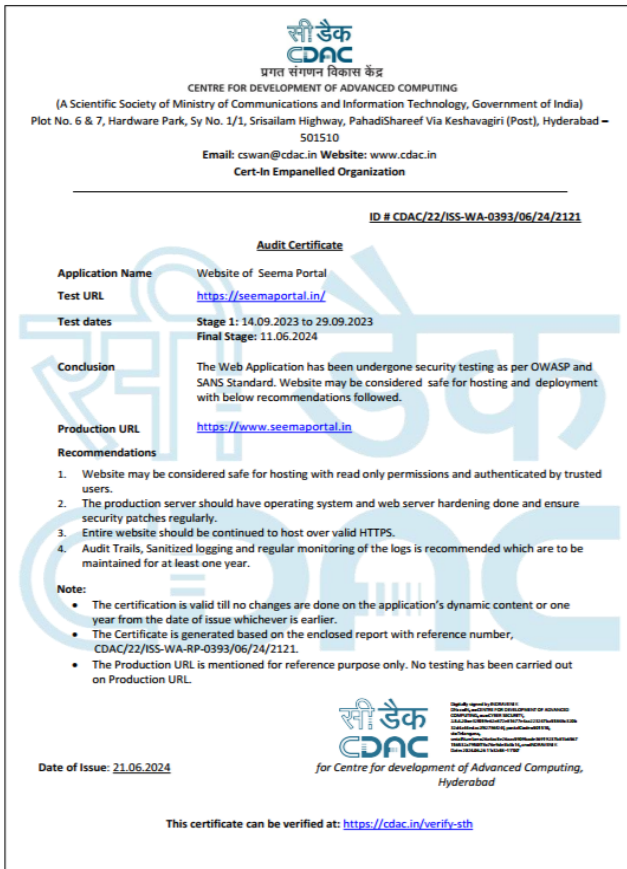 सी डैक
CDAC
प्रगत संगणन विकास केंद्र
CENTRE FOR DEVELOPMENT OF ADVANCED COMPUTING
(A Scientific Society of Ministry of Communications and Information Technology, Government of India)
Plot No. 6 & 7, Hardware Park, Sy No. 1/1, Srisailam Highway, PahadiShareef Via Keshavagiri (Post), Hyderabad –
501510
Email: cswan@cdac.in Website: www.cdac.in
Cert-In Empanelled Organization
ID # CDAC/22/ISS-WA-0393/06/24/2121
Audit Certificate
Application Name Website of Seema Portal
Test URL https://seemaportal.in/
Test dates Stage 1: 14.09.2023 to 29.09.2023
Final Stage: 11.06.2024
Conclusion The Web Application has been undergone security testing as per OWASP and
SANS Standard. Website may be considered safe for hosting and deployment
with below recommendations followed.
Production URL https://www.seemaportal.in
Recommendations
1. Website may be considered safe for hosting with read only permissions and authenticated by trusted
users.
2. The production server should have operating system and web server hardening done and ensure
security patches regularly.
3. Entire website should be continued to host over valid HTTPS.
4. Audit Trails, Sanitized logging and regular monitoring of the logs is recommended which are to be
maintained for at least one year.
Note:
• The certification is valid till no changes are done on the application's dynamic content or one
year from the date of issue whichever is earlier.
• The Certificate is generated based on the enclosed report with reference number,
CDAC/22/ISS-WA-RP-0393/06/24/2121.
• The Production URL is mentioned for reference purpose only. No testing has been carried out
on Production URL.
सी डैक
CDAC
Date of Issue: 21.06.2024 for Centre for development of Advanced Computing,
Hyderabad
This certificate can be verified at: https://cdac.in/verify-sth
सी डैक
CDAC